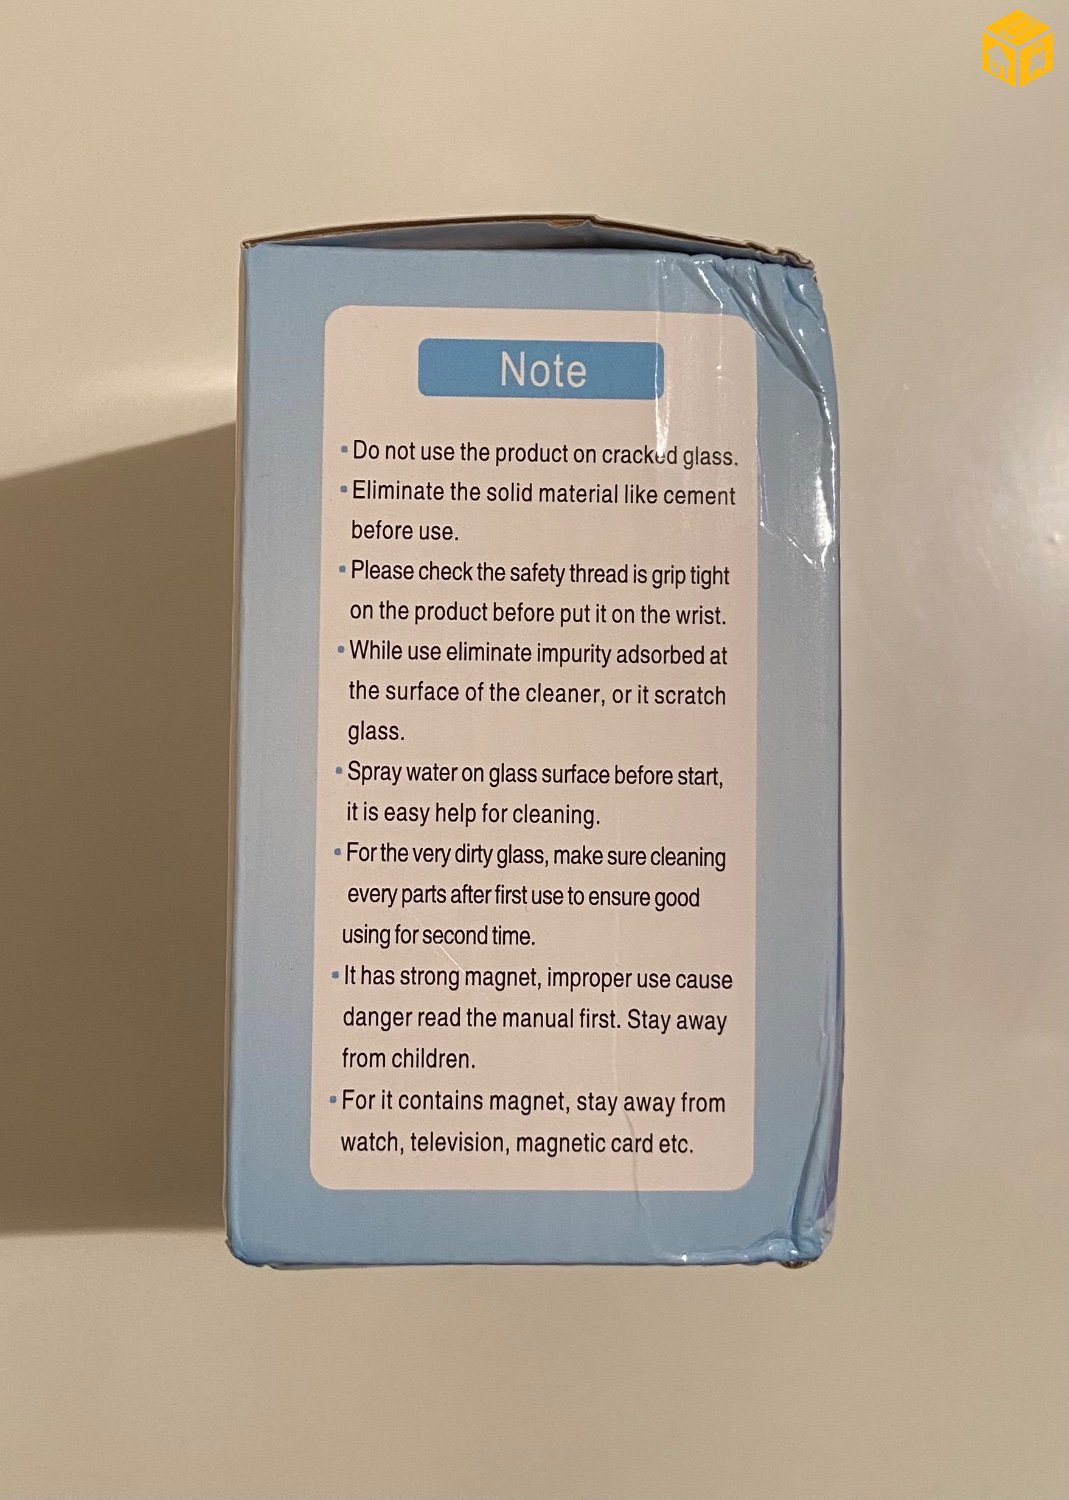 Note
Do not use the product on cracked glass.
Eliminate the solid material like cement
before use.
Please check the safety thread is grip tight
on the product before put it on the wrist.
While use eliminate impurity adsorbed at
the surface of the cleaner, or it scratch
glass.
Spray water on glass surface before start,
it is easy help for cleaning.
For the very dirty glass, make sure cleaning
every parts after first use to ensure good
using for second time.
It has strong magnet, improper use cause
danger read the manual first. Stay away
from children.
For it contains magnet, stay away from
watch, television, magnetic card etc.